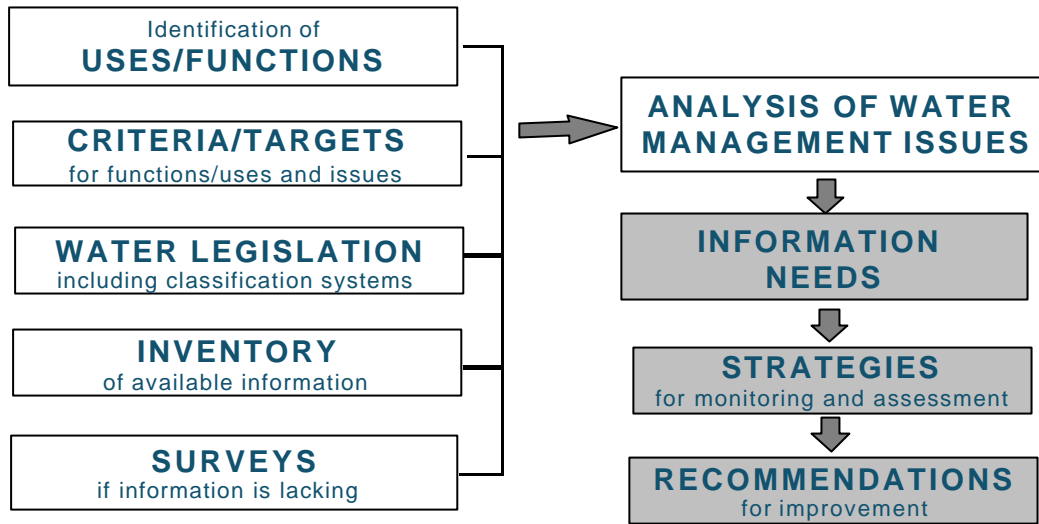 Identification of
USES/FUNCTIONS
CRITERIA/TARGETS
for functions/uses and issues
WATER LEGISLATION
including classification systems
INVENTORY
of available information
SURVEYS
if information is lacking
ANALYSIS OF WATER
MANAGEMENT ISSUES
INFORMATION
NEEDS
STRATEGIES
for monitoring and assessment
RECOMMENDATIONS
for improvement